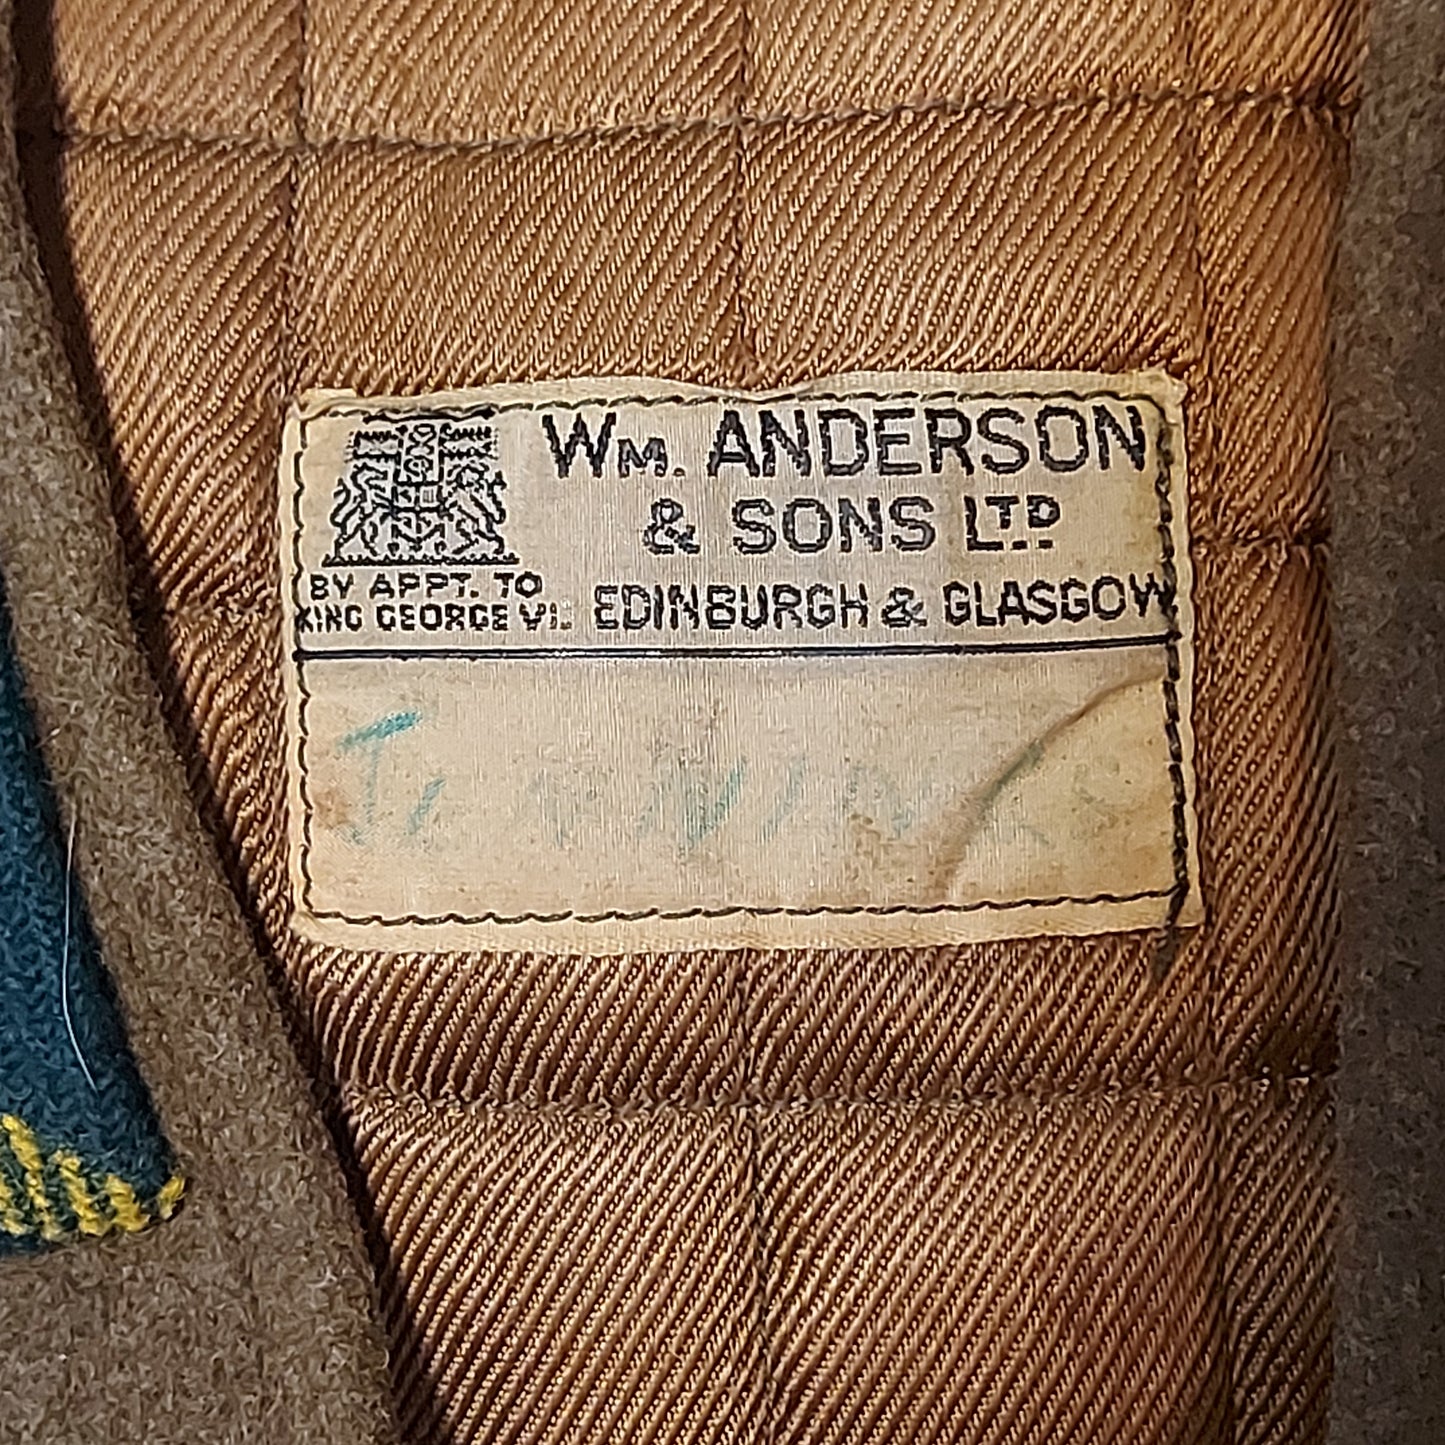 Wm. ANDERSON
& SONS LTD
BY APPT. TO
KING GEORGE VI.
EDINBURGH & GLASGOW